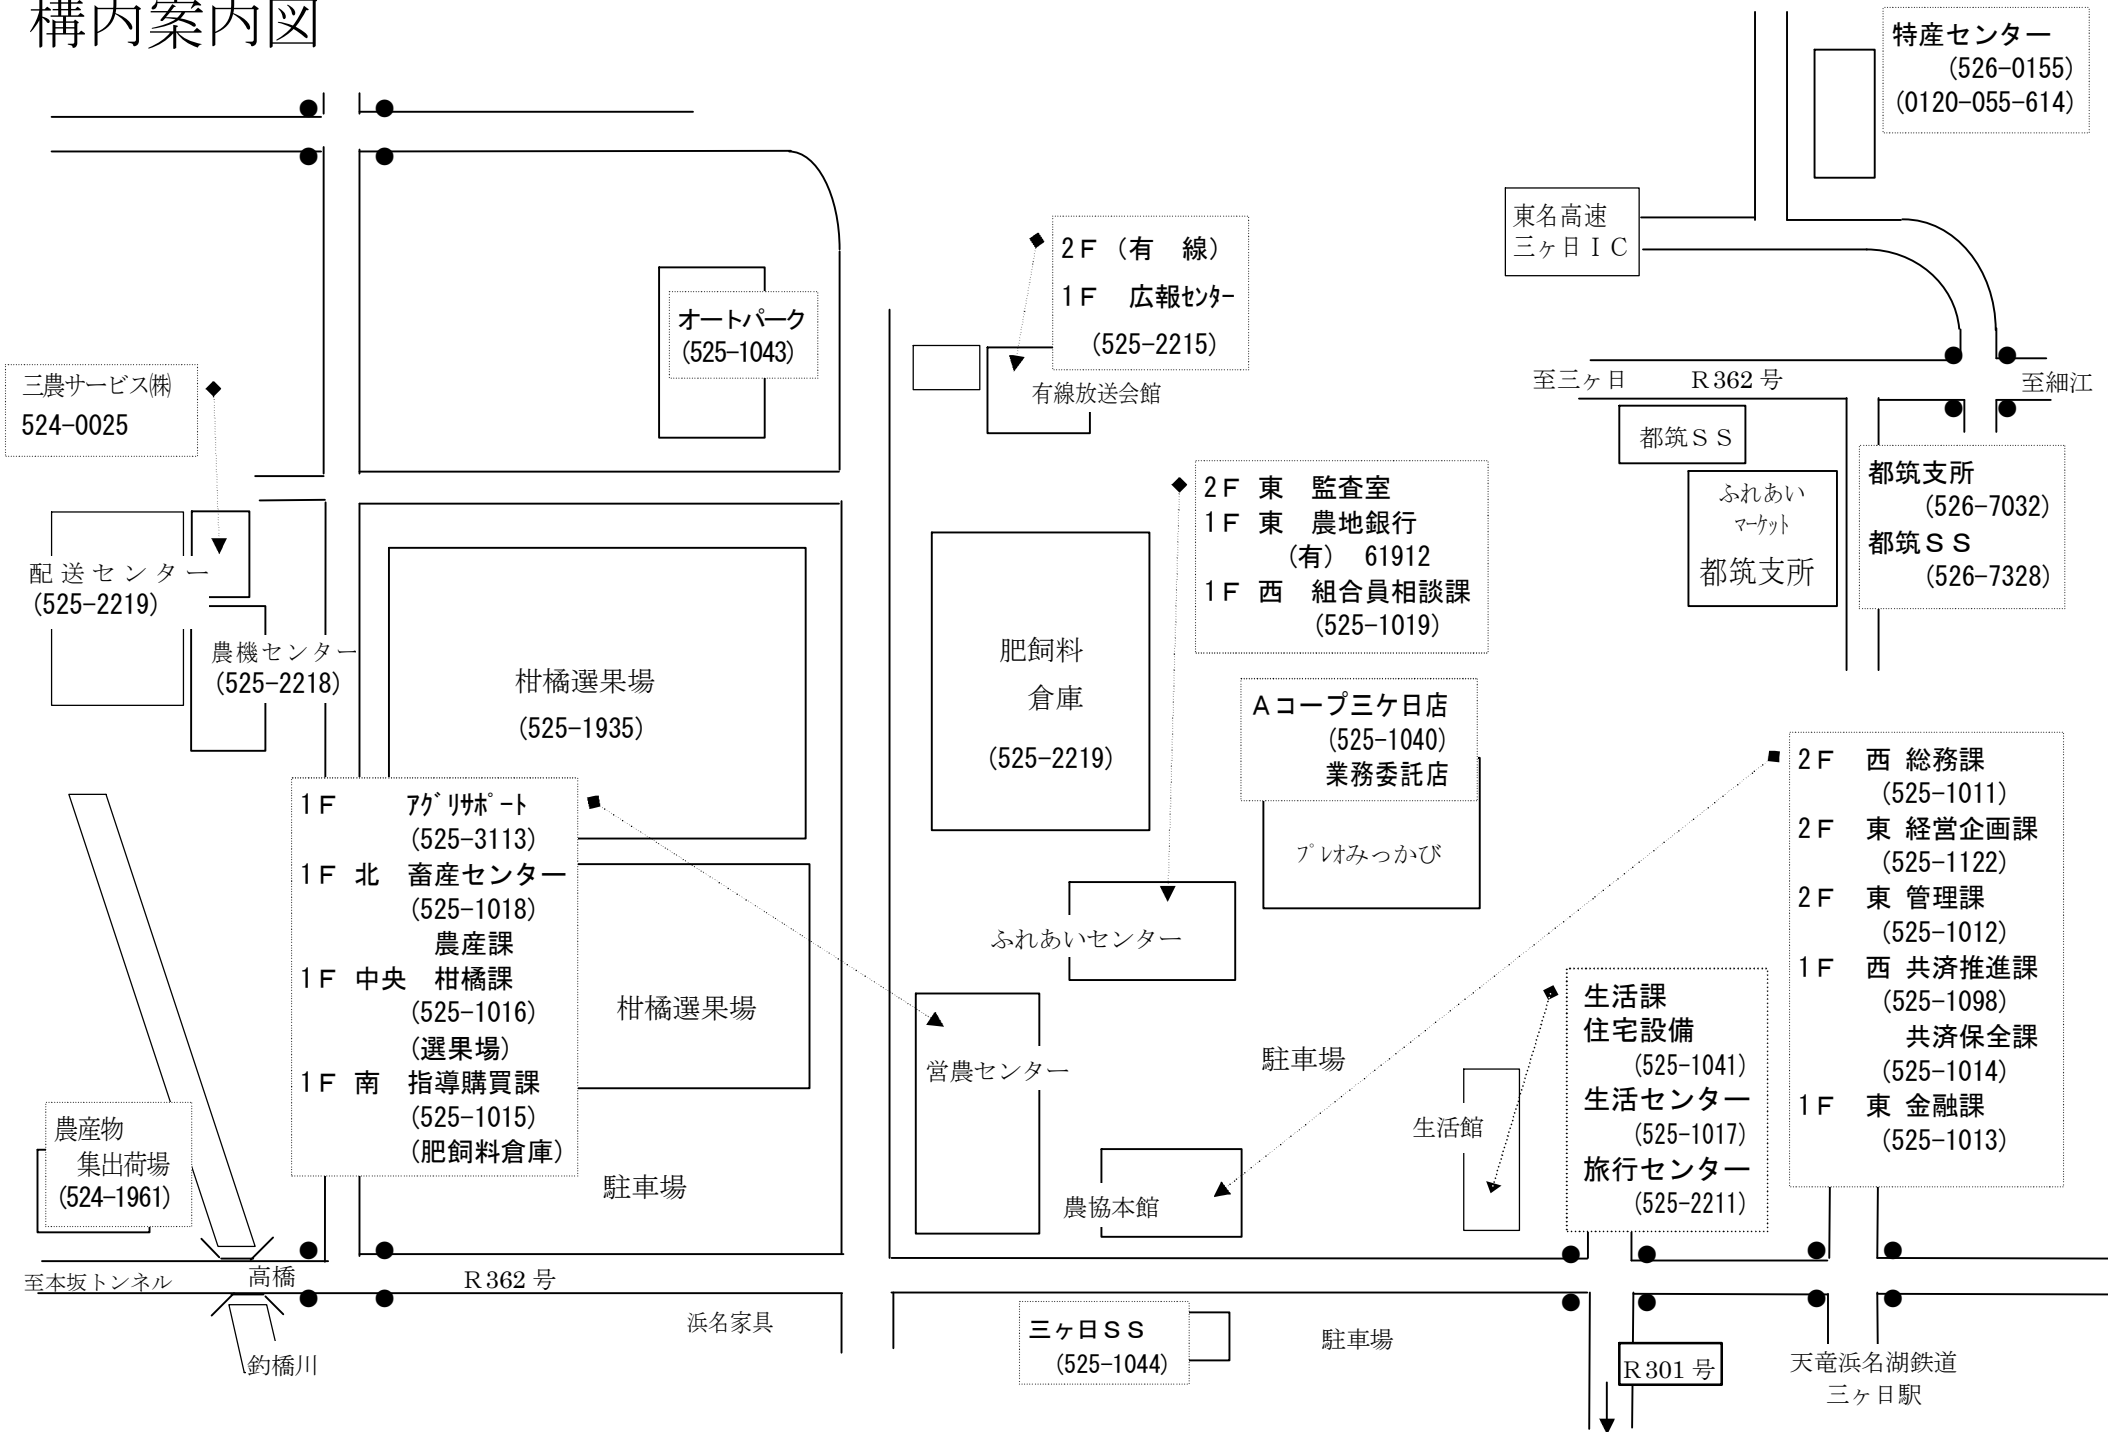 構内案内図
特産センター
(526-0155)
(0120-055-614)
東名高速
三ヶ日ＩＣ
2Ｆ（有　線）
1Ｆ　広報ｾﾝﾀｰ
(525-2215)
有線放送会館
オートパーク
(525-1043)
三農サービス㈱
524-0025
至三ヶ日
Ｒ362 号
至細江
都筑ＳＳ
ふれあい
ﾏｰｹｯﾄ
都筑支所
都筑支所
(526-7032)
都筑ＳＳ
(526-7328)
2Ｆ 東　監査室
1Ｆ 東　農地銀行
(有)　61912
1Ｆ 西　組合員相談課
(525-1019)
配送センター
(525-2219)
農機センター
(525-2218)
柑橘選果場
(525-1935)
肥飼料
倉庫
(525-2219)
Ａコープ三ケ日店
(525-1040)
業務委託店
ﾌﾟﾚｵみっかび
ふれあいセンター
1Ｆ　　ｱｸﾞﾘｻﾎﾟｰﾄ
(525-3113)
1Ｆ 北　畜産センター
(525-1018)
農産課
1Ｆ 中央　柑橘課
(525-1016)
(選果場)
1Ｆ 南　指導購買課
(525-1015)
(肥飼料倉庫)
柑橘選果場
駐車場
営農センター
駐車場
農協本館
生活館
生活課
住宅設備
(525-1041)
生活センター
(525-1017)
旅行センター
(525-2211)
2Ｆ　西 総務課
(525-1011)
2Ｆ　東 経営企画課
(525-1122)
2Ｆ　東 管理課
(525-1012)
1Ｆ　西 共済推進課
(525-1098)
共済保全課
(525-1014)
1Ｆ　東 金融課
(525-1013)
農産物
集出荷場
(524-1961)
至本坂トンネル
高橋
Ｒ362 号
釣橋川
浜名家具
三ヶ日ＳＳ
(525-1044)
駐車場
Ｒ301 号
天竜浜名湖鉄道
三ヶ日駅